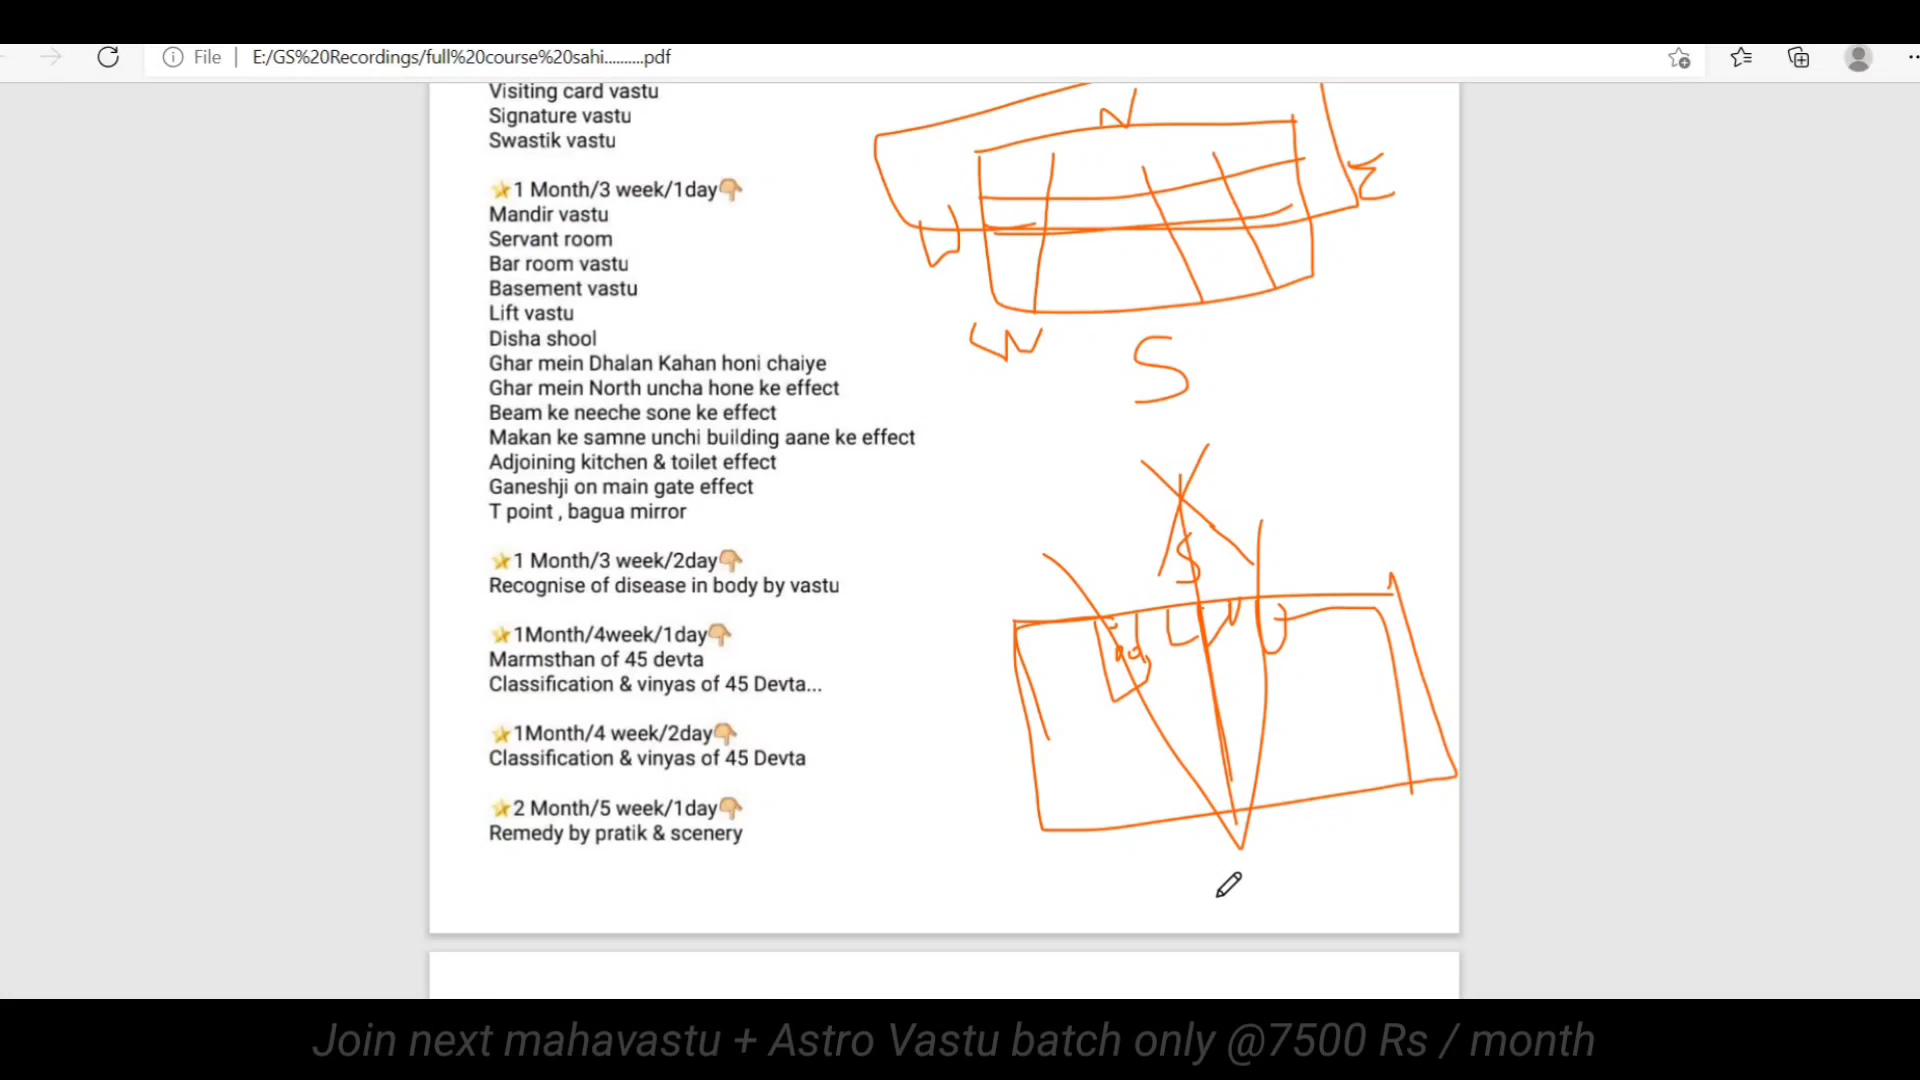 File
E:/GS%20Recordings/full%20course%20sahi..........pdf
Visiting card vastu
Signature vastu
Swastik vastu
⭐1 Month/3 week/1day👇
Mandir vastu
Servant room
Bar room vastu
Basement vastu
Lift vastu
Disha shool
Ghar mein Dhalan Kahan honi chaiye
Ghar mein North uncha hone ke effect
Beam ke neeche sone ke effect
Makan ke samne unchi building aane ke effect
Adjoining kitchen & toilet effect
Ganeshji on main gate effect
T point , bagua mirror
⭐1 Month/3 week/2day👇
Recognise of disease in body by vastu
⭐1Month/4week/1day👇
Marmsthan of 45 devta
Classification & vinyas of 45 Devta...
⭐1Month/4 week/2day👇
Classification & vinyas of 45 Devta
⭐2 Month/5 week/1day👇
Remedy by pratik & scenery
N
E
W
S
S
Join next mahavastu + Astro Vastu batch only @7500 Rs / month